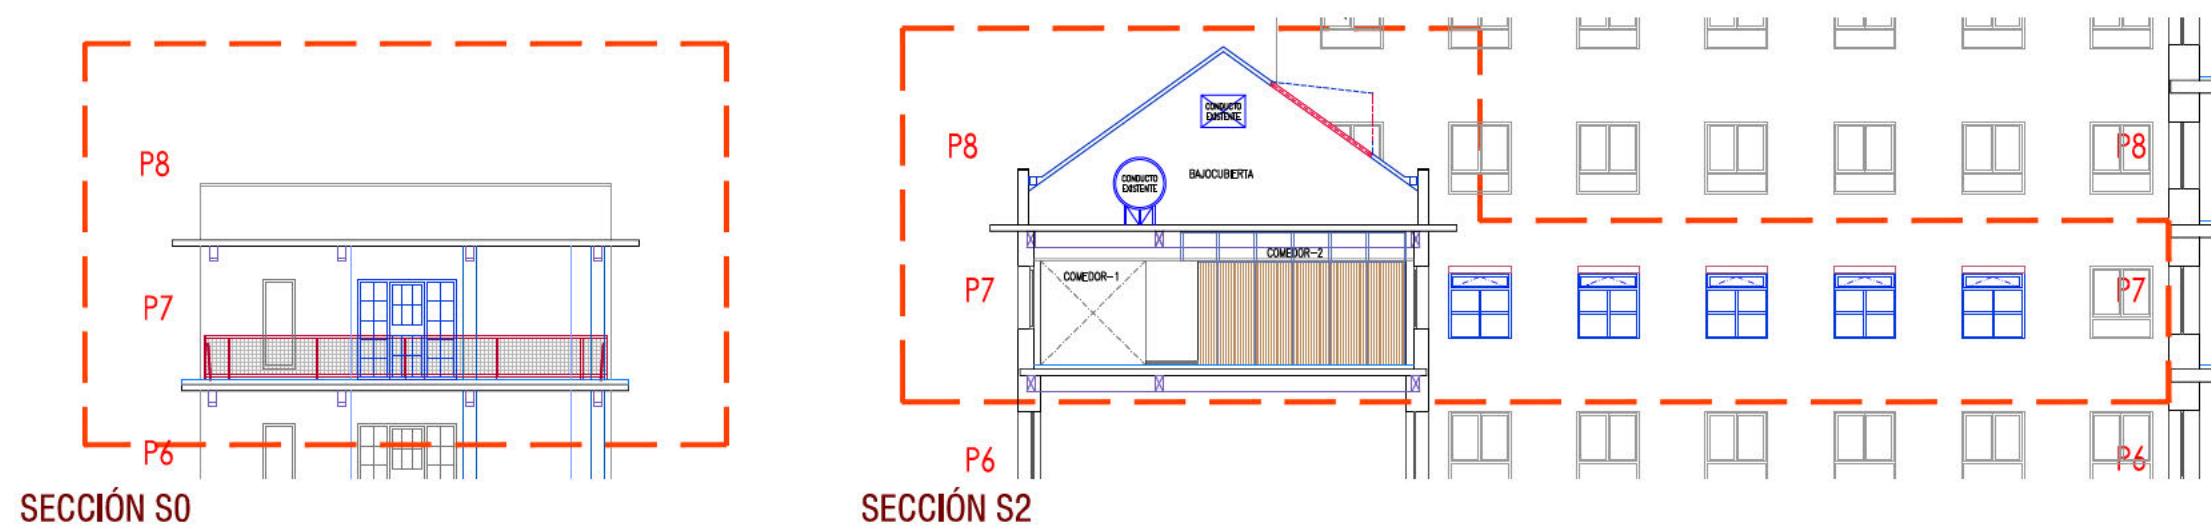 P8
P7
P6
SECCIÓN S0
P8
CONDUCTO
EXISTENTE
CONDUCTO
EXISTENTE
BAJOCUBIERTA
P8
P7
COMEDOR-1
COMEDOR-2
P7
P6
P6
SECCIÓN S2